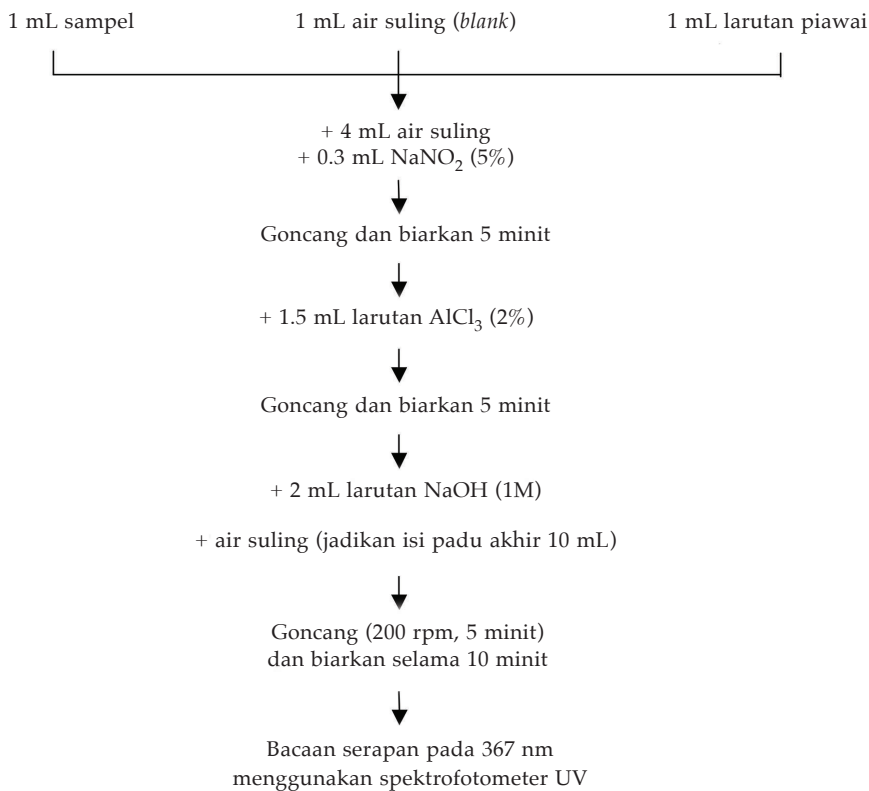 1 mL sampel
1 mL air suling (blank)
1 mL larutan piawai
+ 4 mL air suling
+ 0.3 mL NaNO₂ (5%)
Goncang dan biarkan 5 minit
+ 1.5 mL larutan AlCl₃ (2%)
Goncang dan biarkan 5 minit
+ 2 mL larutan NaOH (1M)
+ air suling (jadikan isi padu akhir 10 mL)
Goncang (200 rpm, 5 minit)
dan biarkan selama 10 minit
Bacaan serapan pada 367 nm
menggunakan spektrofotometer UV